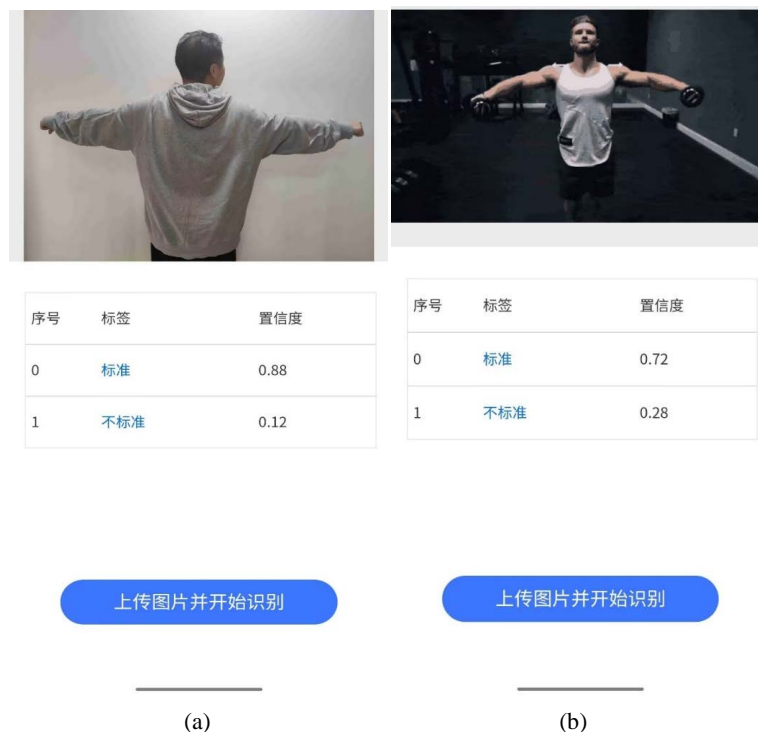 序号 标签 置信度
0 标准 0.88
1 不标准 0.12
上传图片并开始识别
(a)
序号 标签 置信度
0 标准 0.72
1 不标准 0.28
上传图片并开始识别
(b)